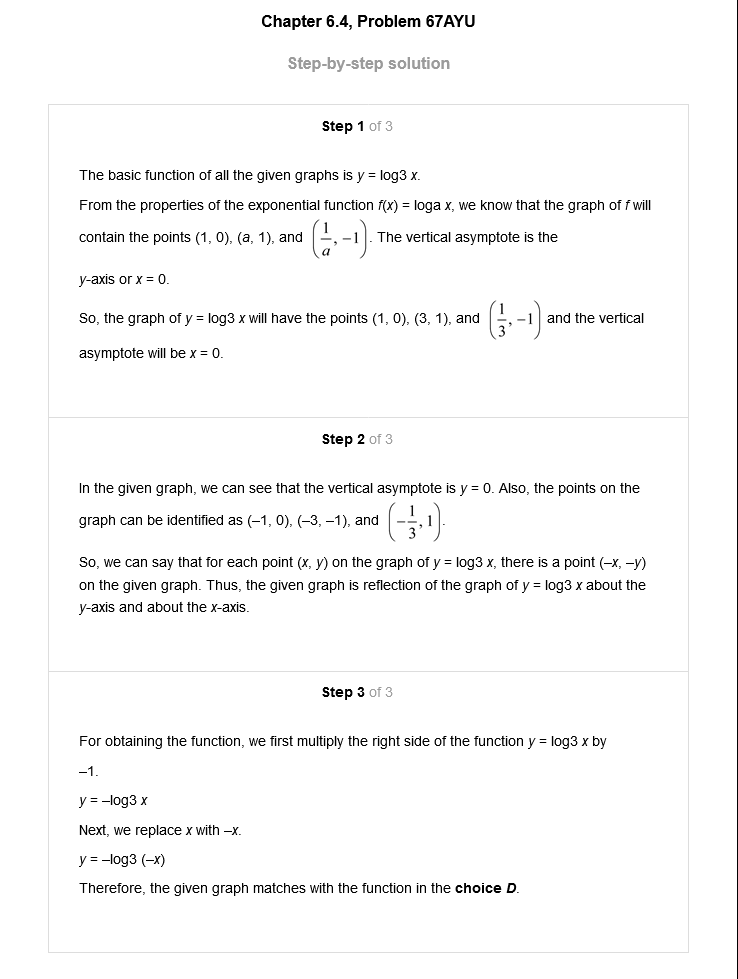 Chapter 6.4, Problem 67AYU
Step-by-step solution
Step 1 of 3
The basic function of all the given graphs is y = log3 x.
From the properties of the exponential function f(x) = loga x, we know that the graph of f will
contain the points (1, 0), (a, 1), and (1/a, −1). The vertical asymptote is the
y-axis or x = 0.
So, the graph of y = log3 x will have the points (1, 0), (3, 1), and (1/3, −1) and the vertical
asymptote will be x = 0.
Step 2 of 3
In the given graph, we can see that the vertical asymptote is y = 0. Also, the points on the
graph can be identified as (–1, 0), (–3, –1), and (−1/3, 1).
So, we can say that for each point (x, y) on the graph of y = log3 x, there is a point (–x, –y)
on the given graph. Thus, the given graph is reflection of the graph of y = log3 x about the
y-axis and about the x-axis.
Step 3 of 3
For obtaining the function, we first multiply the right side of the function y = log3 x by
–1.
y = –log3 x
Next, we replace x with –x.
y = –log3 (–x)
Therefore, the given graph matches with the function in the choice D.